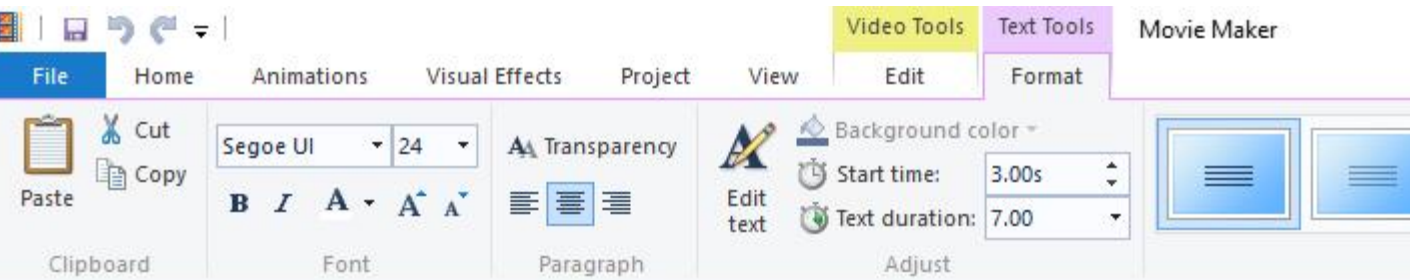 Video Tools Text Tools Movie Maker
File Home Animations Visual Effects Project View Edit Format
Paste
Cut
Copy
Clipboard
Segoe UI 24
B I A A A
Font
AA Transparency
Paragraph
Edit
text
Background color
Start time: 3.00s
Text duration: 7.00
Adjust